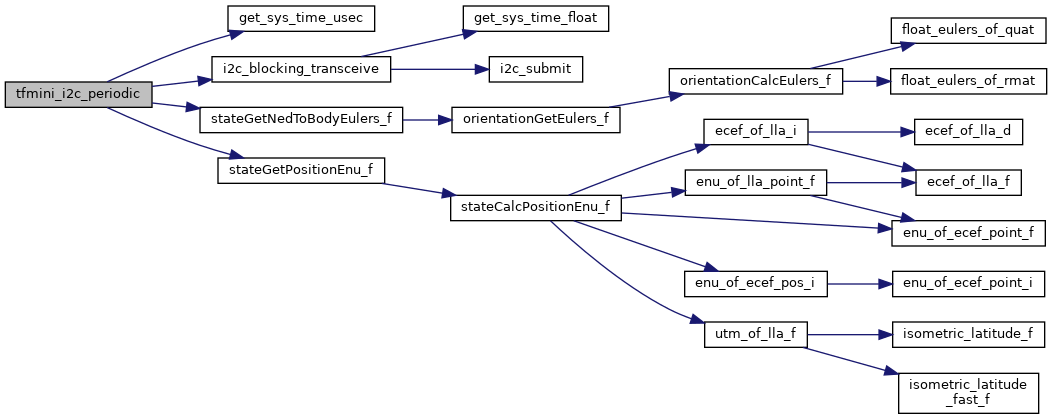 tfmini_i2c_periodic
get_sys_time_usec
i2c_blocking_transceive
get_sys_time_float
i2c_submit
stateGetNedToBodyEulers_f
orientationGetEulers_f
orientationCalcEulers_f
float_eulers_of_quat
float_eulers_of_rmat
stateGetPositionEnu_f
stateCalcPositionEnu_f
ecef_of_lla_i
ecef_of_lla_d
ecef_of_lla_f
enu_of_lla_point_f
enu_of_ecef_point_f
enu_of_ecef_pos_i
enu_of_ecef_point_i
utm_of_lla_f
isometric_latitude_f
isometric_latitude
_fast_f